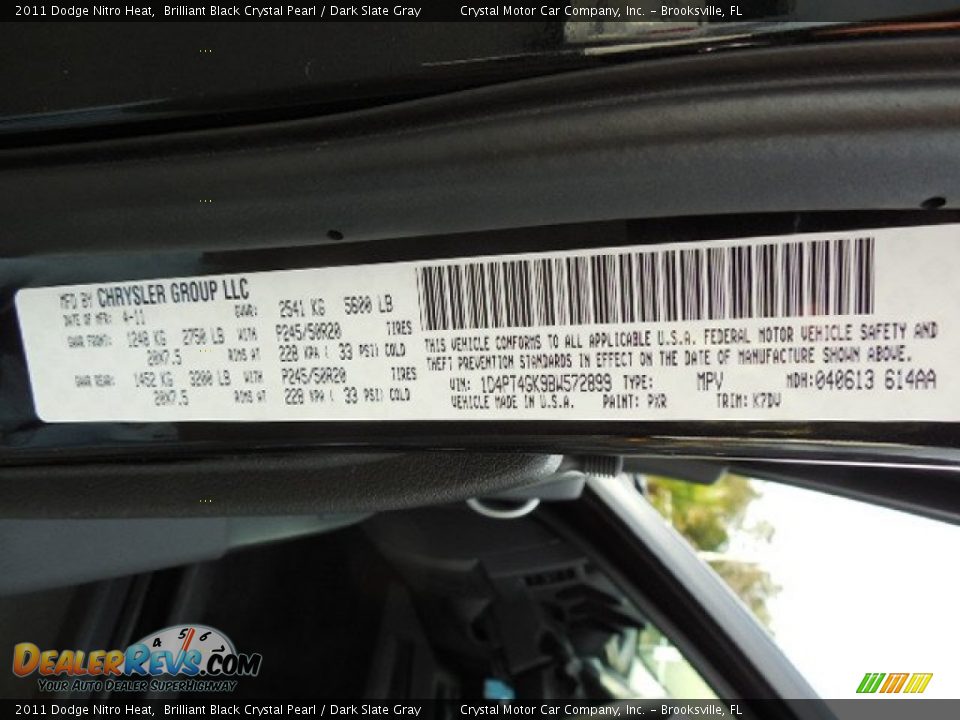 2011 Dodge Nitro Heat, Brilliant Black Crystal Pearl / Dark Slate Gray Crystal Motor Car Company, Inc. - Brooksville, FL
MFD BY CHRYSLER GROUP LLC
DATE OF MFR: 4-11 GVWR: 2541 KG 5600 LB
GAWR FRONT: 1248 KG 2750 LB WITH P245/50R20 TIRES
20X7.5 RIMS AT 228 KPA ( 33 PSI) COLD
GAWR REAR: 1452 KG 3200 LB WITH P245/50R20 TIRES
20X7.5 RIMS AT 228 KPA ( 33 PSI) COLD
THIS VEHICLE CONFORMS TO ALL APPLICABLE U.S.A. FEDERAL MOTOR VEHICLE SAFETY AND
THEFT PREVENTION STANDARDS IN EFFECT ON THE DATE OF MANUFACTURE SHOWN ABOVE.
VIN: 1D4PT4GK9BW572899 TYPE: MPV MDH:040613 614AA
VEHICLE MADE IN U.S.A. PAINT: PXR TRIM: K7DV
4 5 6
DealerRevs.com
Your Auto Dealer SuperHighway
2011 Dodge Nitro Heat, Brilliant Black Crystal Pearl / Dark Slate Gray Crystal Motor Car Company, Inc. - Brooksville, FL